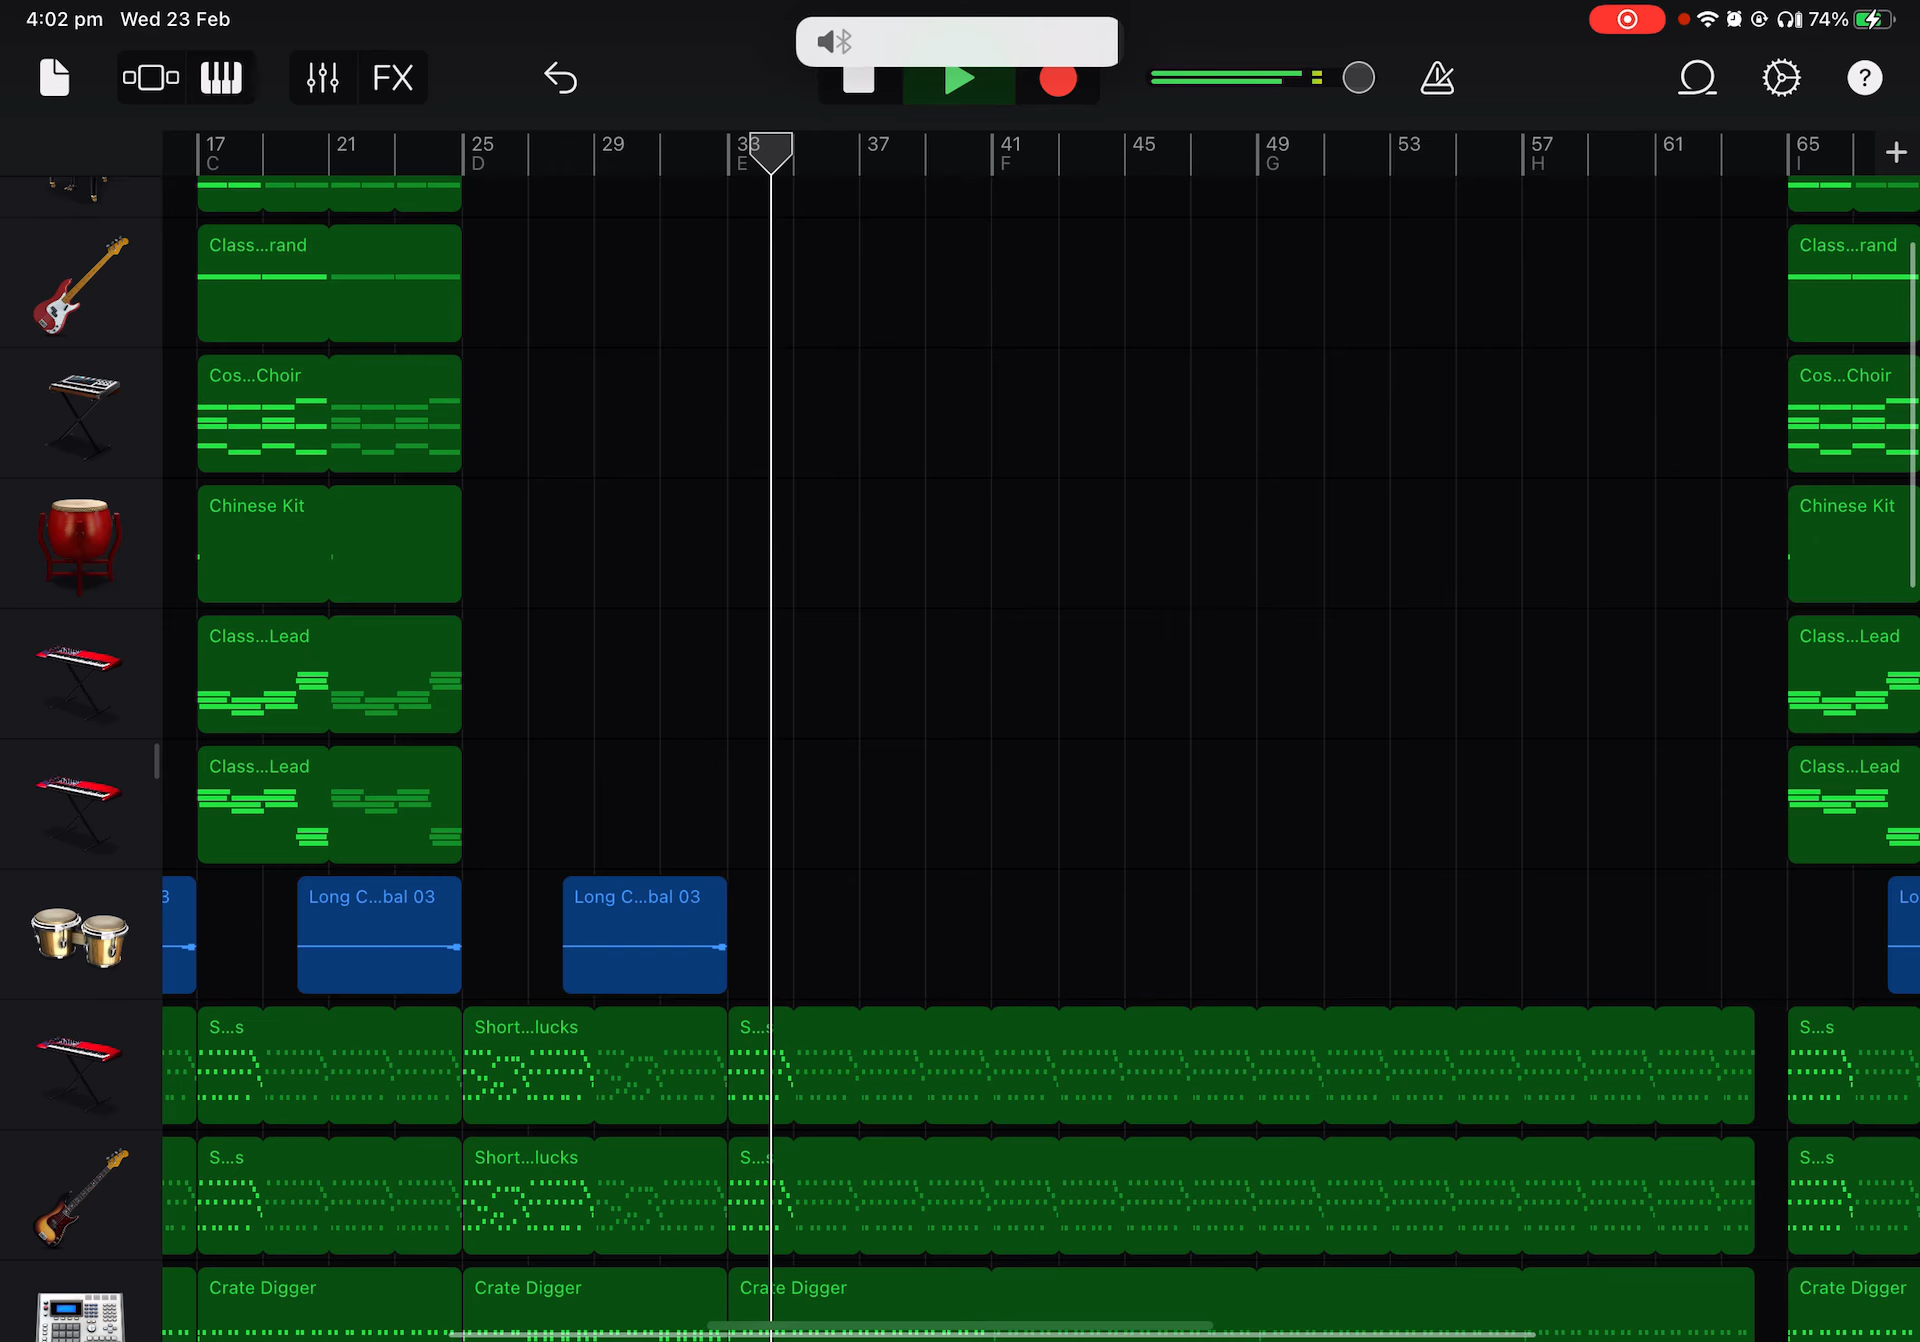 4:02 pm Wed 23 Feb
74%
FX
?
17 21 25 29 33 37 41 45 49 53 57 61 65 +
C D E F G H I
Class...rand Class...rand
Cos...Choir Cos...Choir
Chinese Kit Chinese Kit
Class...Lead Class...Lead
Class...Lead Class...Lead
3 Long C...bal 03 Long C...bal 03 Lo
S...s Short...lucks S...s S...s
S...s Short...lucks S...s S...s
Crate Digger Crate Digger Crate Digger Crate Digger